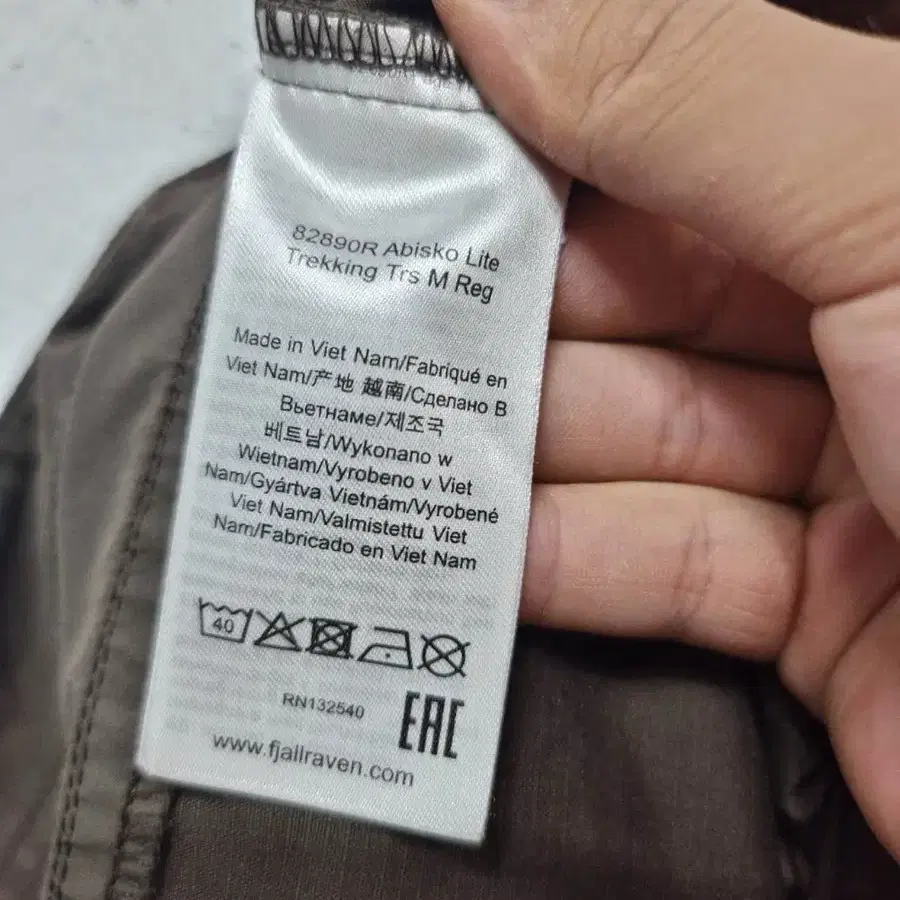 82890R Abisko Lite
Trekking Trs M Reg
Made in Viet Nam/Fabriqué en
Viet Nam/产地 越南/Сделано В
Вьетнаме/제조국
베트남/Wykonano w
Wietnam/Vyrobeno v Viet
Nam/Gyártva Vietnám/Vyrobené
Viet Nam/Valmistettu Viet
Nam/Fabricado en Viet Nam
40
RN132540
EAC
www.fjallraven.com